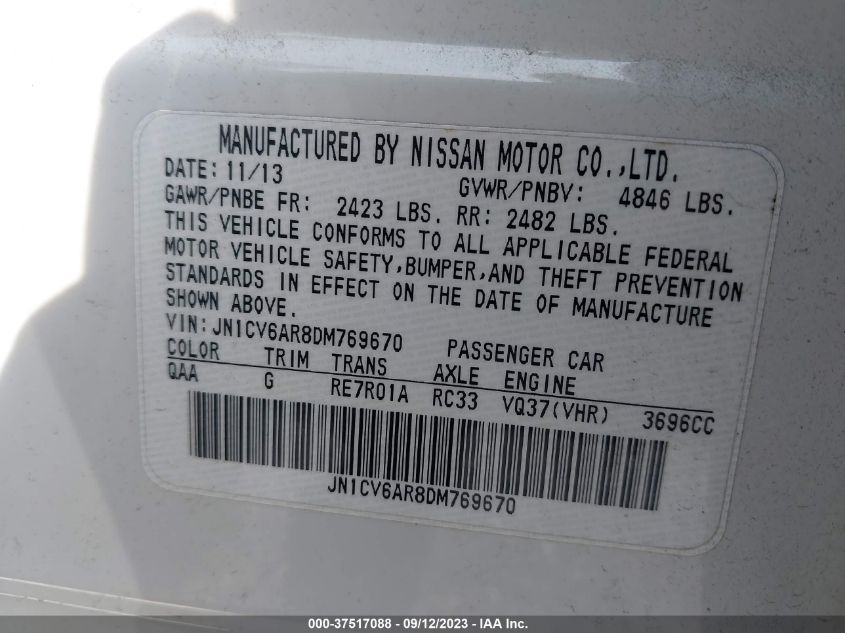 MANUFACTURED BY NISSAN MOTOR CO.,LTD.
DATE: 11/13 GVWR/PNBV: 4846 LBS.
GAWR/PNBE FR: 2423 LBS. RR: 2482 LBS.
THIS VEHICLE CONFORMS TO ALL APPLICABLE FEDERAL
MOTOR VEHICLE SAFETY,BUMPER,AND THEFT PREVENTION
STANDARDS IN EFFECT ON THE DATE OF MANUFACTURE
SHOWN ABOVE.
VIN:JN1CV6AR8DM769670 PASSENGER CAR
COLOR TRIM TRANS AXLE ENGINE
QAA G RE7R01A RC33 VQ37(VHR) 3696CC
JN1CV6AR8DM769670
000-37517088 - 09/12/2023 - IAA Inc.